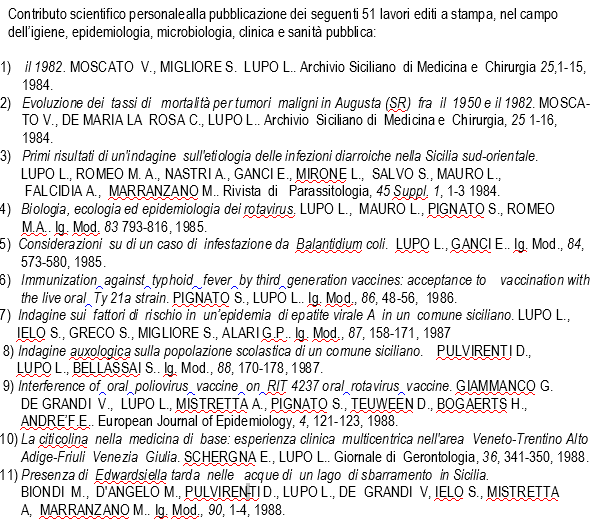 Contributo scientifico personalealla pubblicazione dei seguenti 51 lavori editi a stampa, nel campo
dell'igiene, epidemiologia, microbiologia, clinica e sanità pubblica:
1) il 1982. MOSCATO V., MIGLIORE S. LUPO L.. Archivio Siciliano di Medicina e Chirurgia 25,1-15,
1984.
2) Evoluzione dei tassi di mortalità per tumori maligni in Augusta (SR) fra il 1950 e il 1982. MOSCA-
TO V., DE MARIA LA ROSA C., LUPO L.. Archivio Siciliano di Medicina e Chirurgia, 25 1-16,
1984.
3) Primi risultati di un'indagine sull'etiologia delle infezioni diarroiche nella Sicilia sud-orientale.
LUPO L., ROMEO M. A., NASTRI A., GANCI E., MIRONE L., SALVO S., MAURO L.,
FALCIDIA A., MARRANZANO M.. Rivista di Parassitologia, 45 Suppl. 1, 1-3 1984.
4) Biologia, ecologia ed epidemiologia dei rotavirus. LUPO L., MAURO L., PIGNATO S., ROMEO
M.A.. Ig. Mod. 83 793-816, 1985.
5) Considerazioni su di un caso di infestazione da Balantidium coli. LUPO L., GANCI E.. Ig. Mod., 84,
573-580, 1985.
6) Immunization against typhoid fever by third generation vaccines: acceptance to vaccination with
the live oral Ty 21a strain. PIGNATO S., LUPO L.. Ig. Mod., 86, 48-56, 1986.
7) Indagine sui fattori di rischio in un'epidemia di epatite virale A in un comune siciliano. LUPO L.,
IELO S., GRECO S., MIGLIORE S., ALARI G.P.. Ig. Mod., 87, 158-171, 1987
8) Indagine auxologica sulla popolazione scolastica di un comune siciliano. PULVIRENTI D.,
LUPO L., BELLASSAI S.. Ig. Mod., 88, 170-178, 1987.
9) Interference of oral poliovirus vaccine on RIT 4237 oral rotavirus vaccine. GIAMMANCO G.
DE GRANDI V., LUPO L., MISTRETTA A., PIGNATO S., TEUWEEN D., BOGAERTS H.,
ANDRE'F.E.. European Journal of Epidemiology, 4, 121-123, 1988.
10) La citicolina nella medicina di base: esperienza clinica multicentrica nell'area Veneto-Trentino Alto
Adige-Friuli Venezia Giulia. SCHERGNA E., LUPO L.. Giornale di Gerontologia, 36, 341-350, 1988.
11) Presenza di Edwardsiella tarda nelle acque di un lago di sbarramento in Sicilia.
BIONDI M., D'ANGELO M., PULVIRENTI D., LUPO L., DE GRANDI V, IELO S., MISTRETTA
A, MARRANZANO M.. Ig. Mod., 90, 1-4, 1988.